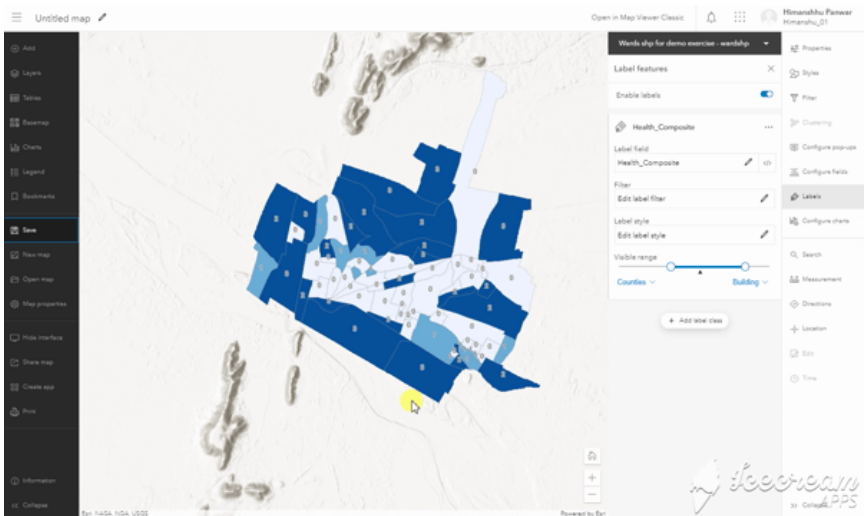 Untitled map
Open in Map Viewer Classic
Himanshhu Panwar
Himanshu_01
Add
Layers
Tables
Basemap
Charts
Legend
Bookmarks
Save
New map
Open map
Map properties
Hide interface
Share map
Create app
Print
Information
Collapse
Esri, NASA, NGA, USGS
Powered by Esri
Wards shp for demo exercise - wardshp
Label features
Enable labels
Health_Composite
Label field
Health_Composite
Filter
Edit label filter
Label style
Edit label style
Visible range
Counties
Building
Add label class
Properties
Styles
Filter
Clustering
Configure pop-ups
Configure fields
Labels
Configure charts
Search
Measurement
Directions
Location
Edit
Time
Collapse
Icecream
APPS